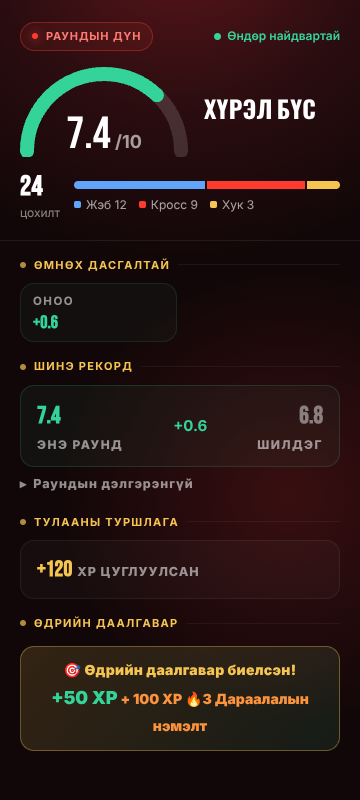 РАУНДЫН ДҮН
Өндөр найдвартай
7.4 /10
ХҮРЭЛ БҮС
24
цохилт
Жэб 12 Кросс 9 Хук 3
ӨМНӨХ ДАСГАЛТАЙ
ОНОО
+0.6
ШИНЭ РЕКОРД
7.4 +0.6 6.8
ЭНЭ РАУНД ШИЛДЭГ
▸ Раундын дэлгэрэнгүй
ТУЛААНЫ ТУРШЛАГА
+120 XP ЦУГЛУУЛСАН
ӨДРИЙН ДААЛГАВАР
🎯 Өдрийн даалгавар биелсэн!
+50 XP + 100 XP 🔥3 Дараалалын
нэмэлт